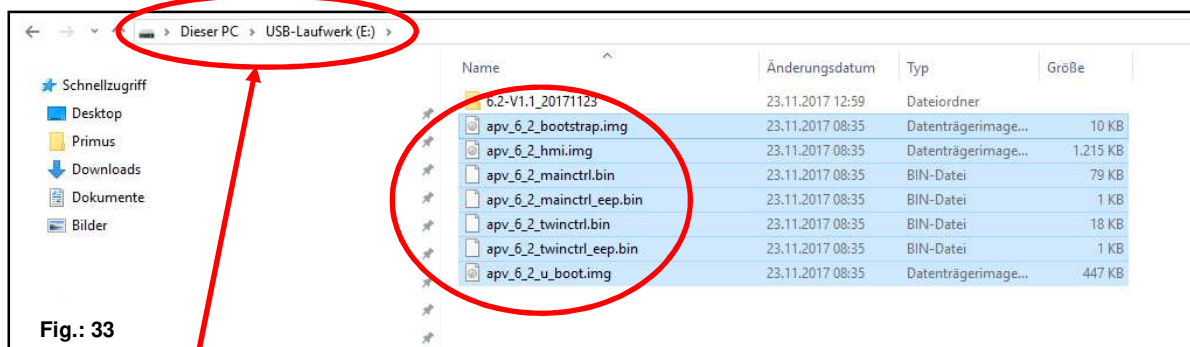 Dieser PC > USB-Laufwerk (E:) >
Schnellzugriff
Desktop
Primus
Downloads
Dokumente
Bilder
Name Änderungsdatum Typ Größe
6.2-V1.1_20171123 23.11.2017 12:59 Dateiordner
apv_6_2_bootstrap.img 23.11.2017 08:35 Datenträgerimage... 10 KB
apv_6_2_hmi.img 23.11.2017 08:35 Datenträgerimage... 1.215 KB
apv_6_2_mainctrl.bin 23.11.2017 08:35 BIN-Datei 79 KB
apv_6_2_mainctrl_eep.bin 23.11.2017 08:35 BIN-Datei 1 KB
apv_6_2_twinctrl.bin 23.11.2017 08:35 BIN-Datei 18 KB
apv_6_2_twinctrl_eep.bin 23.11.2017 08:35 BIN-Datei 1 KB
apv_6_2_u_boot.img 23.11.2017 08:35 Datenträgerimage... 447 KB
Fig.: 33